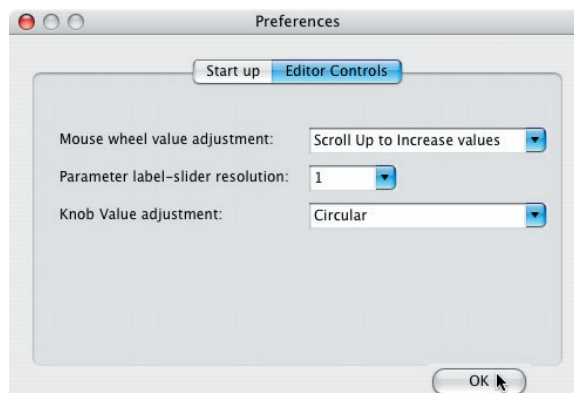 Preferences
Start up Editor Controls
Mouse wheel value adjustment: Scroll Up to Increase values
Parameter label-slider resolution: 1
Knob Value adjustment: Circular
OK